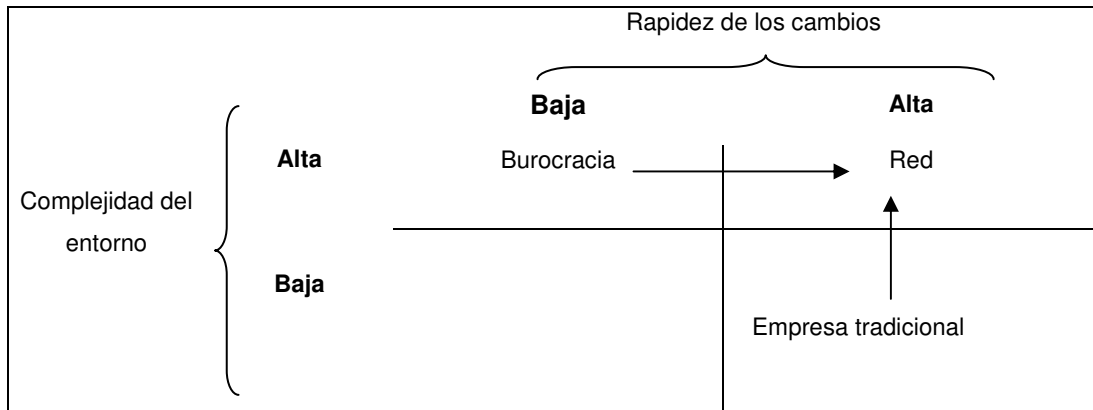 Rapidez de los cambios
Baja
Alta
Alta
Burocracia
Red
Complejidad del
entorno
Baja
Empresa tradicional